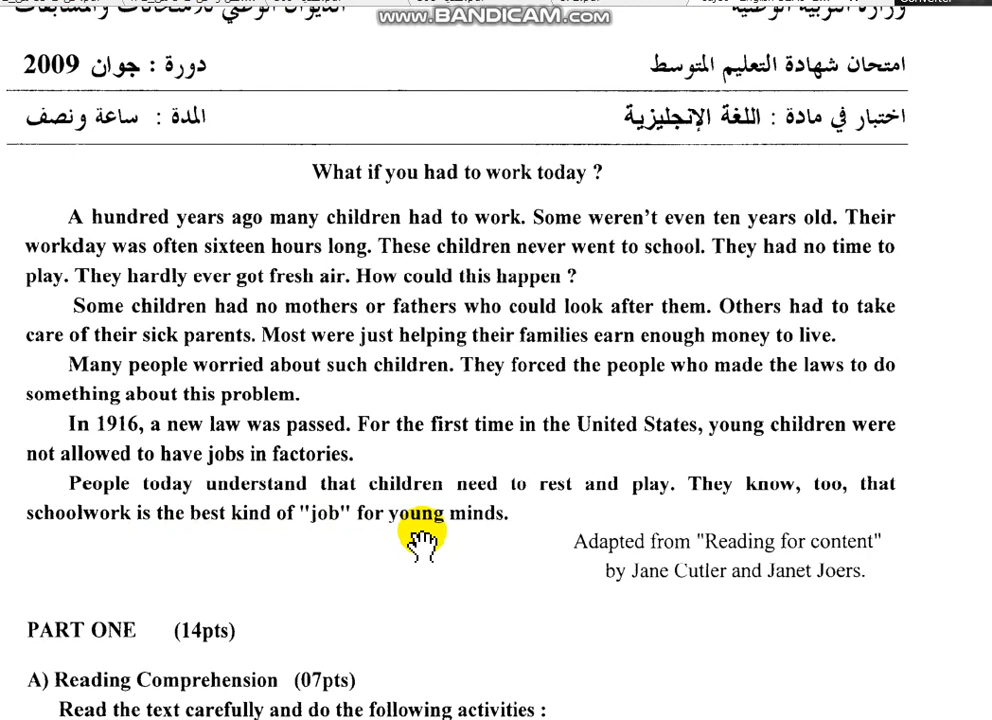 www.BANDICAM.com
امتحان شهادة التعليم المتوسط
دورة : جوان 2009
اختبار في مادة : اللغة الإنجليزية
المدة : ساعة ونصف
What if you had to work today ?
A hundred years ago many children had to work. Some weren't even ten years old. Their
workday was often sixteen hours long. These children never went to school. They had no time to
play. They hardly ever got fresh air. How could this happen ?
Some children had no mothers or fathers who could look after them. Others had to take
care of their sick parents. Most were just helping their families earn enough money to live.
Many people worried about such children. They forced the people who made the laws to do
something about this problem.
In 1916, a new law was passed. For the first time in the United States, young children were
not allowed to have jobs in factories.
People today understand that children need to rest and play. They know, too, that
schoolwork is the best kind of "job" for young minds.
Adapted from "Reading for content"
by Jane Cutler and Janet Joers.
PART ONE (14pts)
A) Reading Comprehension (07pts)
Read the text carefully and do the following activities :